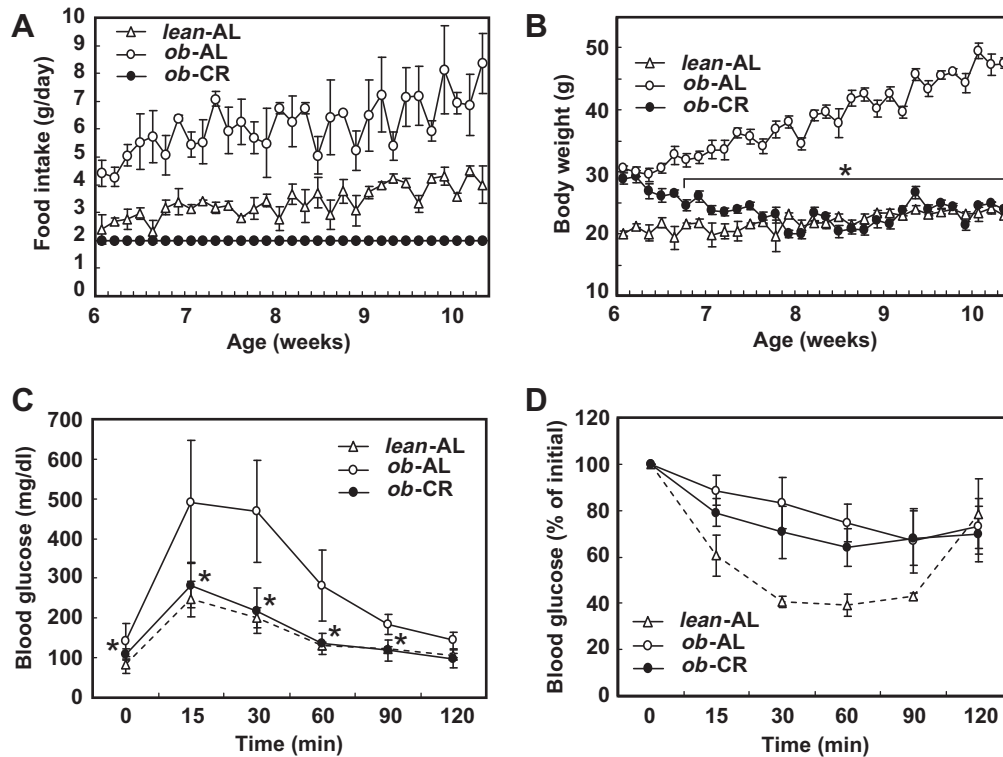 A
Food intake (g/day)
10
9
8
7
6
5
4
3
2
1
0
lean-AL
ob-AL
ob-CR
6 7 8 9 10
Age (weeks)
B
Body weight (g)
50
40
30
20
10
lean-AL
ob-AL
ob-CR
*
6 7 8 9 10
Age (weeks)
C
Blood glucose (mg/dl)
700
600
500
400
300
200
100
00
lean-AL
ob-AL
ob-CR
* * * * *
0 15 30 60 90 120
Time (min)
D
Blood glucose (% of initial)
120
100
80
60
40
20
0
lean-AL
ob-AL
ob-CR
0 15 30 60 90 120
Time (min)